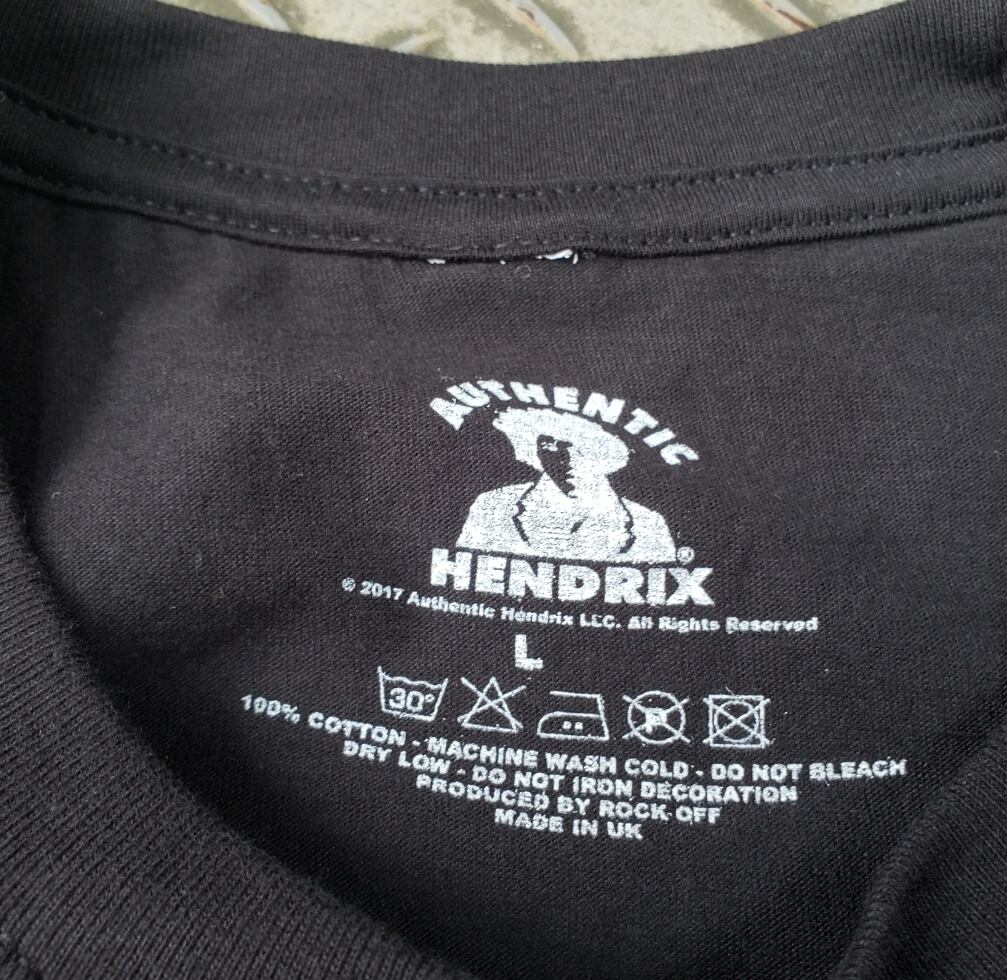 AUTHENTIC
HENDRIX®
© 2017 Authentic Hendrix LLC. All Rights Reserved
L
30° P
100% COTTON - MACHINE WASH COLD - DO NOT BLEACH
DRY LOW - DO NOT IRON DECORATION
PRODUCED BY ROCK OFF
MADE IN UK